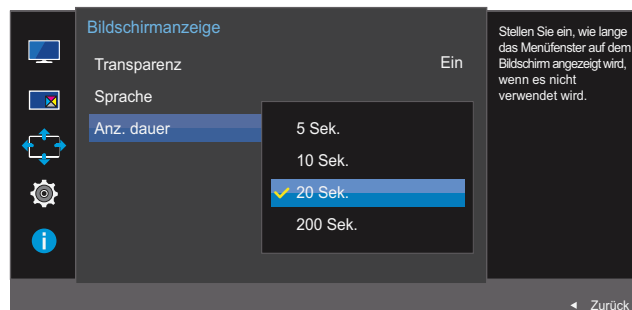 Bildschirmanzeige
Transparenz Ein
Sprache
Anz. dauer
5 Sek.
10 Sek.
20 Sek.
200 Sek.
Stellen Sie ein, wie lange
das Menüfenster auf dem
Bildschirm angezeigt wird,
wenn es nicht
verwendet wird.
Zurück